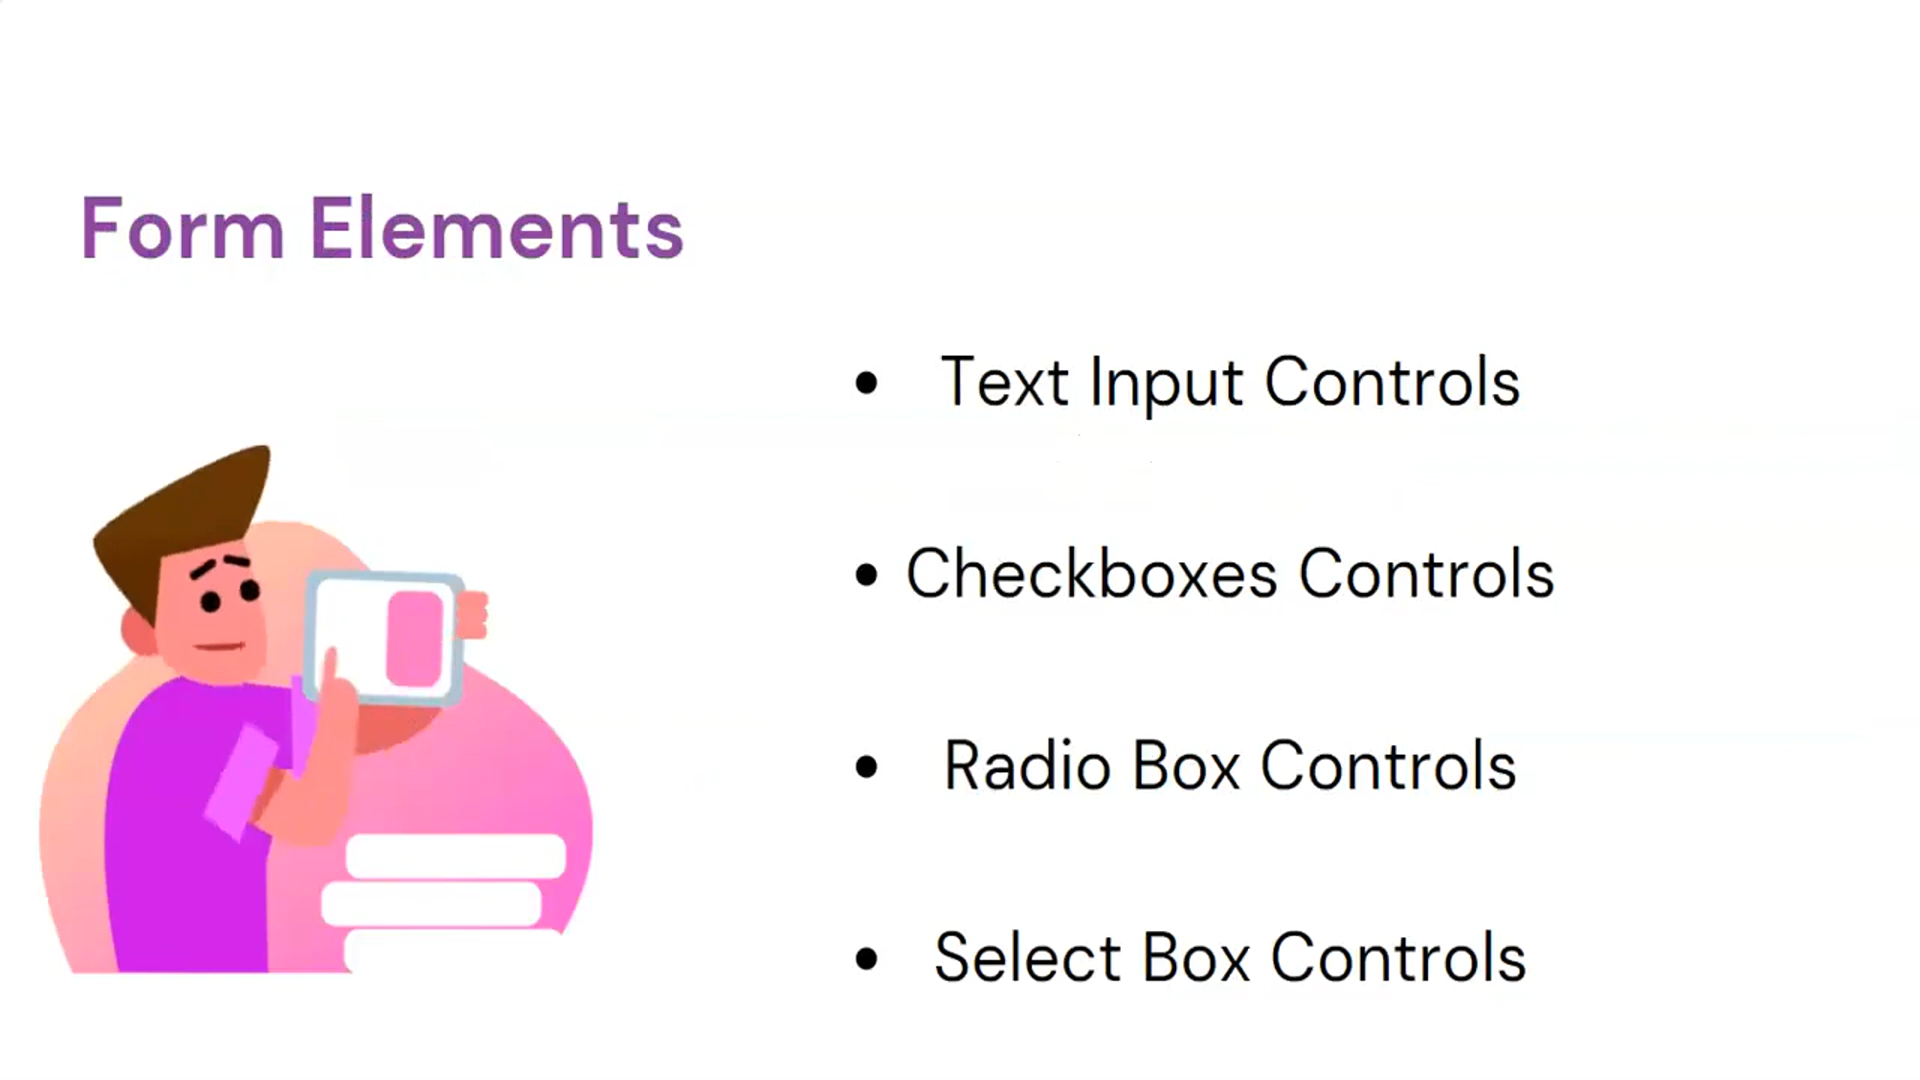 Form Elements
• Text Input Controls
• Checkboxes Controls
• Radio Box Controls
• Select Box Controls